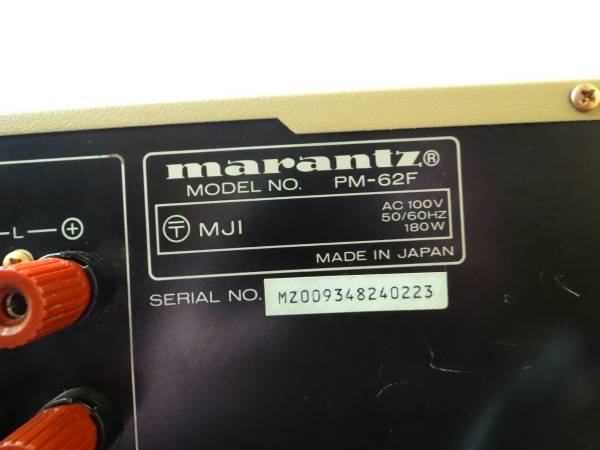 marantz®
MODEL NO. PM-62F
〒 MJI
AC 100V
50/60HZ
180W
MADE IN JAPAN
SERIAL NO. MZ009348240223
L ⊕